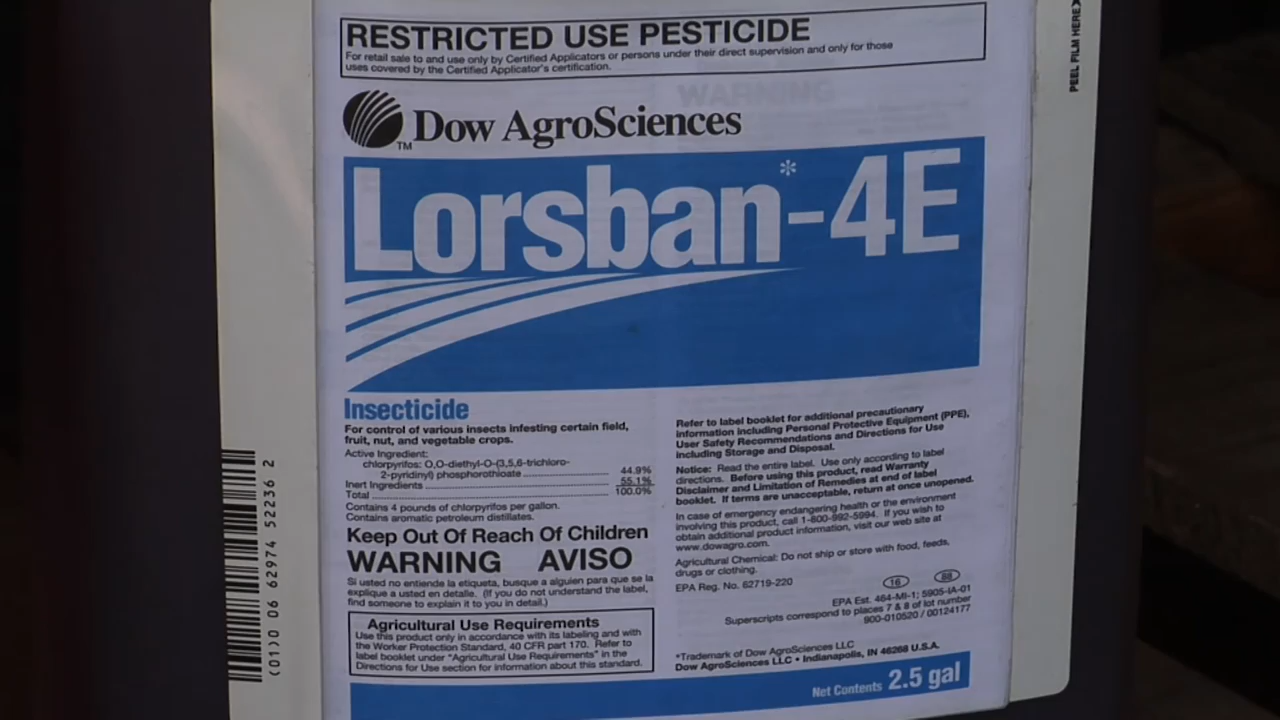 RESTRICTED USE PESTICIDE
For retail sale to and use only by Certified Applicators or persons under their direct supervision and only for those
uses covered by the Certified Applicator's certification.
PEEL FILM HERE
WARNING
TM Dow AgroSciences
Lorsban*-4E
Insecticide
For control of various insects infesting certain field,
fruit, nut, and vegetable crops.
Active Ingredient:
chlorpyrifos: O,O-diethyl-O-(3,5,6-trichloro-
2-pyridinyl) phosphorothioate 44.9%
Inert Ingredients 55.1%
Total 100.0%
Contains 4 pounds of chlorpyrifos per gallon.
Contains aromatic petroleum distillates.
Keep Out Of Reach Of Children
WARNING AVISO
Si usted no entiende la etiqueta, busque a alguien para que se la
explique a usted en detalle. (If you do not understand the label,
find someone to explain it to you in detail.)
Agricultural Use Requirements
Use this product only in accordance with its labeling and with
the Worker Protection Standard, 40 CFR part 170. Refer to
label booklet under "Agricultural Use Requirements" in the
Directions for Use section for information about this standard.
Refer to label booklet for additional precautionary
information including Personal Protective Equipment (PPE),
User Safety Recommendations and Directions for Use
including Storage and Disposal.
Notice: Read the entire label. Use only according to label
directions. Before using this product, read Warranty
Disclaimer and Limitation of Remedies at end of label
booklet. If terms are unacceptable, return at once unopened.
In case of emergency endangering health or the environment
involving this product, call 1-800-992-5994. If you wish to
obtain additional product information, visit our web site at
www.dowagro.com.
Agricultural Chemical: Do not ship or store with food, feeds,
drugs or clothing.
EPA Reg. No. 62719-220
16 88
EPA Est. 464-MI-1; 5905-IA-01
Superscripts correspond to places 7 & 8 of lot number
900-010520 / 00124177
*Trademark of Dow AgroSciences LLC
Dow AgroSciences LLC • Indianapolis, IN 46268 U.S.A.
Net Contents 2.5 gal
(01)0 06 62974 52236 2